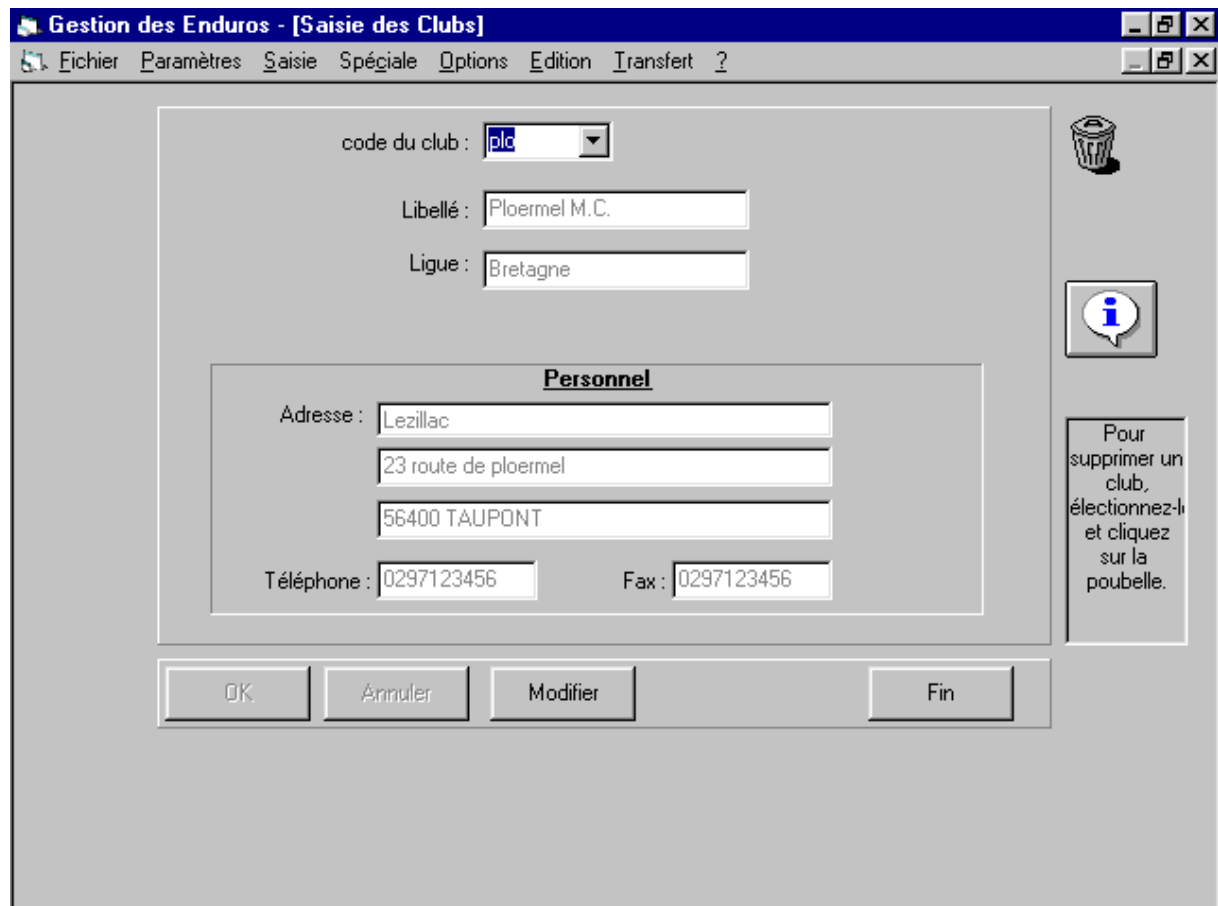 Gestion des Enduros - [Saisie des Clubs]
Fichier Paramètres Saisie Spéciale Options Edition Transfert ?
code du club : plo
Libellé : Ploermel M.C.
Ligue : Bretagne
Personnel
Adresse : Lezillac
23 route de ploermel
56400 TAUPONT
Téléphone : 0297123456 Fax : 0297123456
Pour
supprimer un
club,
électionnez-l
et cliquez
sur la
poubelle.
OK Annuler Modifier Fin